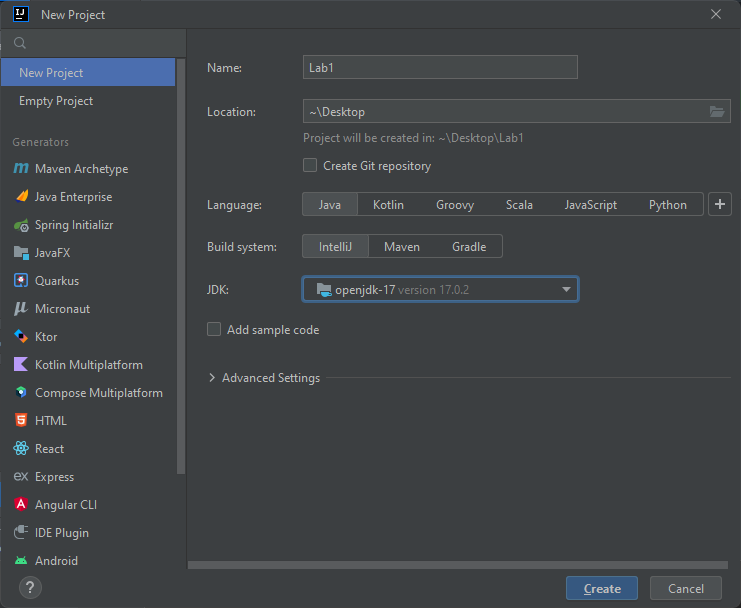 IJ New Project
New Project
Empty Project
Generators
Maven Archetype
Java Enterprise
Spring Initializr
JavaFX
Quarkus
Micronaut
Ktor
Kotlin Multiplatform
Compose Multiplatform
HTML
React
ex Express
Angular CLI
IDE Plugin
Android
?
Name: Lab1
Location: ~\Desktop
Project will be created in: ~\Desktop\Lab1
Create Git repository
Language: Java Kotlin Groovy Scala JavaScript Python +
Build system: IntelliJ Maven Gradle
JDK: openjdk-17 version 17.0.2
Add sample code
Advanced Settings
Create Cancel